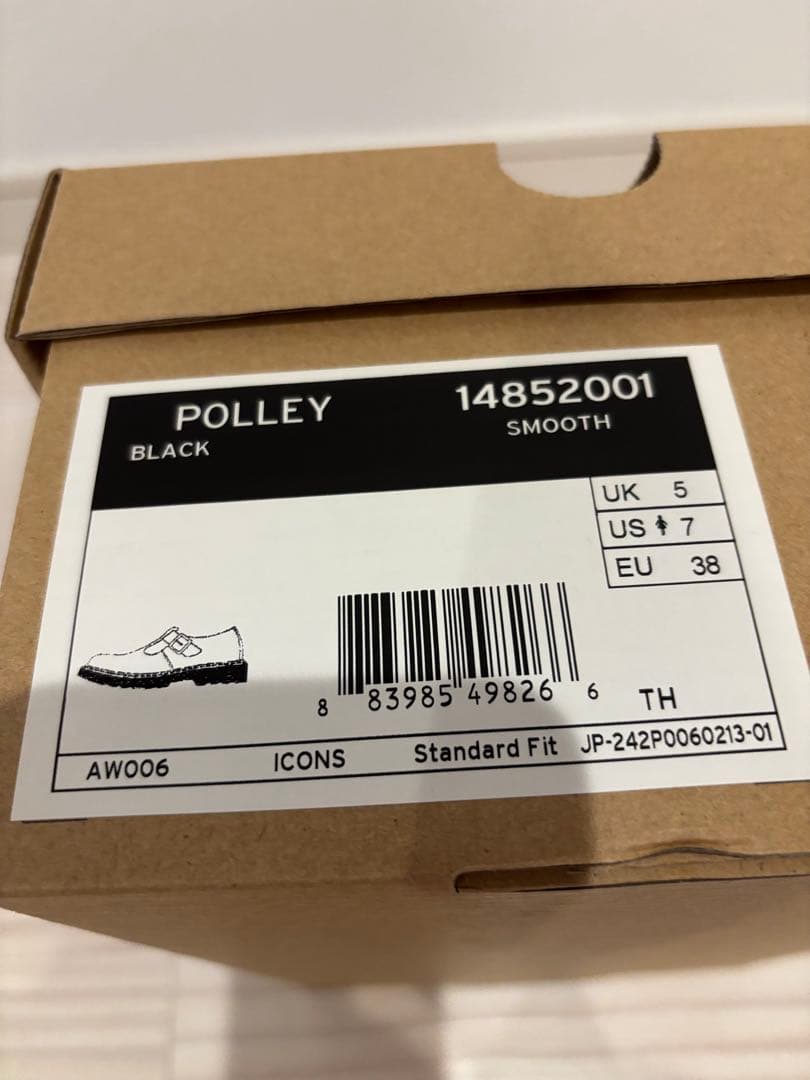 POLLEY
14852001
BLACK
SMOOTH
UK 5
US 7
EU 38
8 83985 49826 6
TH
AW006 ICONS Standard Fit JP-242P0060213-01